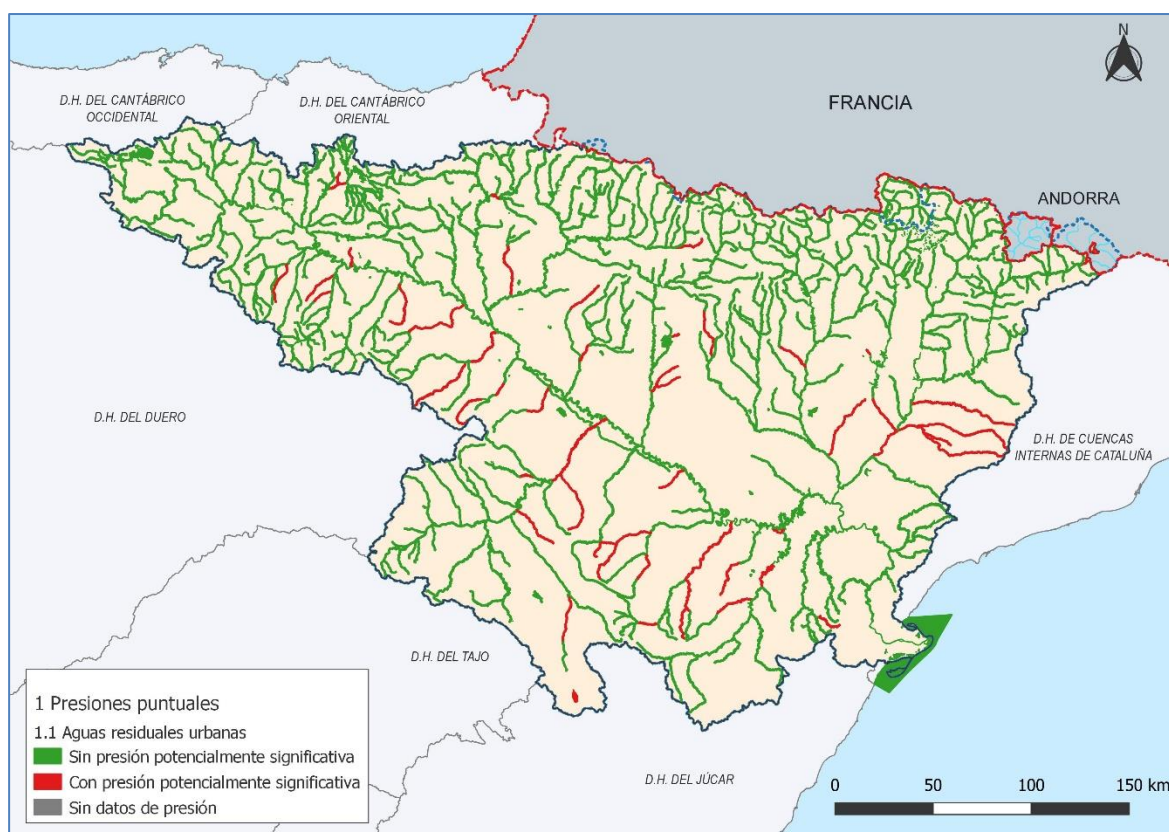 N
D.H. DEL CANTÁBRICO
OCCIDENTAL
D.H. DEL CANTÁBRICO
ORIENTAL
FRANCIA
ANDORRA
D.H. DEL DUERO
D.H. DE CUENCAS
INTERNAS DE CATALUÑA
D.H. DEL TAJO
D.H. DEL JÚCAR
1 Presiones puntuales
1.1 Aguas residuales urbanas
Sin presión potencialmente significativa
Con presión potencialmente significativa
Sin datos de presión
0 50 100 150 km